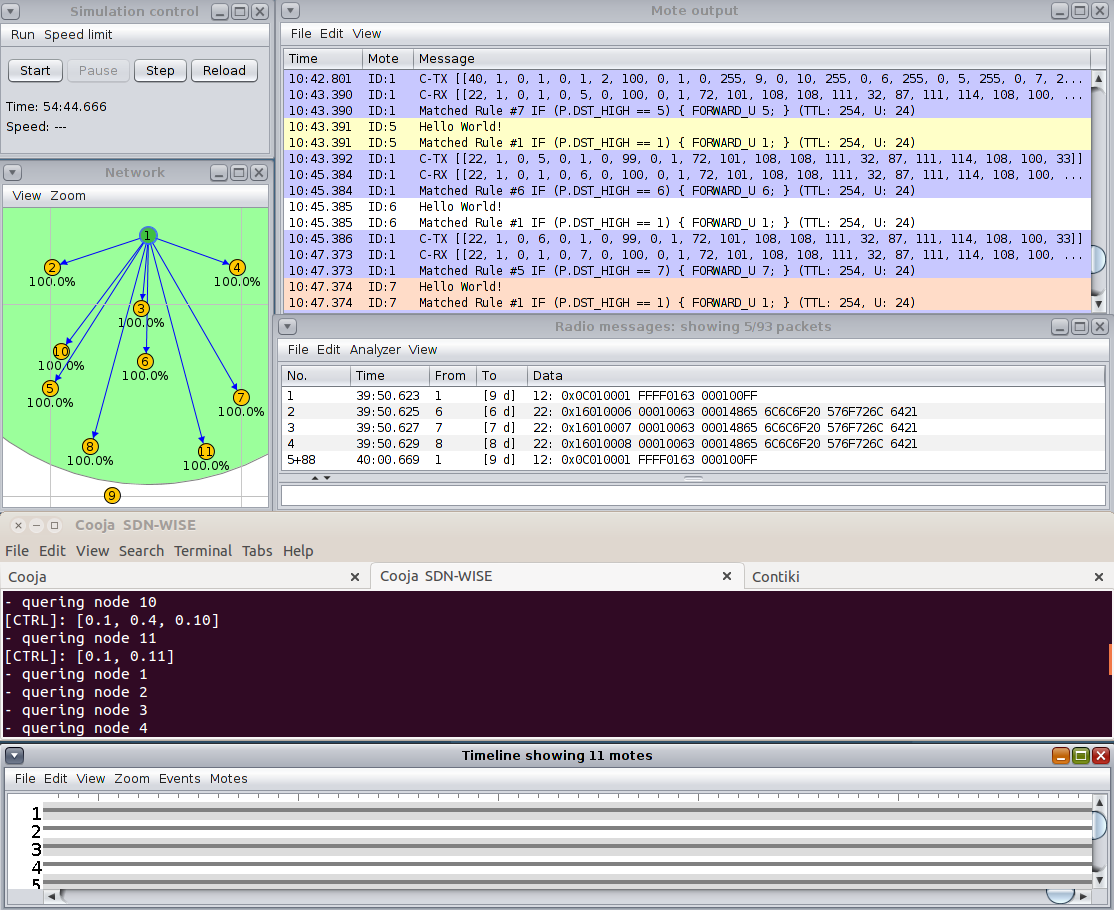 Simulation control
Run Speed limit
Start Pause Step Reload
Time: 54:44.666
Speed: ---
Network
View Zoom
1
2
100.0%
4
100.0%
3
100.0%
10
100.0%
6
100.0%
5
100.0%
7
100.0%
8
100.0%
11
100.0%
9
Mote output
File Edit View
Time Mote Message
10:42.801 ID:1 C-TX [[40, 1, 0, 1, 0, 1, 2, 100, 0, 1, 0, 255, 9, 0, 10, 255, 0, 6, 255, 0, 5, 255, 0, 7, 2...
10:43.390 ID:1 C-RX [[22, 1, 0, 1, 0, 5, 0, 100, 0, 1, 72, 101, 108, 108, 111, 32, 87, 111, 114, 108, 100, ...
10:43.390 ID:1 Matched Rule #7 IF (P.DST_HIGH == 5) { FORWARD_U 5; } (TTL: 254, U: 24)
10:43.391 ID:5 Hello World!
10:43.391 ID:5 Matched Rule #1 IF (P.DST_HIGH == 1) { FORWARD_U 1; } (TTL: 254, U: 24)
10:43.392 ID:1 C-TX [[22, 1, 0, 5, 0, 1, 0, 99, 0, 1, 72, 101, 108, 108, 111, 32, 87, 111, 114, 108, 100, 33]]
10:45.384 ID:1 C-RX [[22, 1, 0, 1, 0, 6, 0, 100, 0, 1, 72, 101, 108, 108, 111, 32, 87, 111, 114, 108, 100, ...
10:45.384 ID:1 Matched Rule #6 IF (P.DST_HIGH == 6) { FORWARD_U 6; } (TTL: 254, U: 24)
10:45.385 ID:6 Hello World!
10:45.385 ID:6 Matched Rule #1 IF (P.DST_HIGH == 1) { FORWARD_U 1; } (TTL: 254, U: 24)
10:45.386 ID:1 C-TX [[22, 1, 0, 6, 0, 1, 0, 99, 0, 1, 72, 101, 108, 108, 111, 32, 87, 111, 114, 108, 100, 33]]
10:47.373 ID:1 C-RX [[22, 1, 0, 1, 0, 7, 0, 100, 0, 1, 72, 101, 108, 108, 111, 32, 87, 111, 114, 108, 100, ...
10:47.373 ID:1 Matched Rule #5 IF (P.DST_HIGH == 7) { FORWARD_U 7; } (TTL: 254, U: 24)
10:47.374 ID:7 Hello World!
10:47.374 ID:7 Matched Rule #1 IF (P.DST_HIGH == 1) { FORWARD_U 1; } (TTL: 254, U: 24)
Radio messages: showing 5/93 packets
File Edit Analyzer View
No. Time From To Data
1 39:50.623 1 [9 d] 12: 0x0C010001 FFFF0163 000100FF
2 39:50.625 6 [6 d] 22: 0x16010006 00010063 00014865 6C6C6F20 576F726C 6421
3 39:50.627 7 [7 d] 22: 0x16010007 00010063 00014865 6C6C6F20 576F726C 6421
4 39:50.629 8 [8 d] 22: 0x16010008 00010063 00014865 6C6C6F20 576F726C 6421
5+88 40:00.669 1 [9 d] 12: 0x0C010001 FFFF0163 000100FF
Cooja SDN-WISE
File Edit View Search Terminal Tabs Help
Cooja
Cooja SDN-WISE
Contiki
- quering node 10
[CTRL]: [0.1, 0.4, 0.10]
- quering node 11
[CTRL]: [0.1, 0.11]
- quering node 1
- quering node 2
- quering node 3
- quering node 4
Timeline showing 11 motes
File Edit View Zoom Events Motes
1
2
3
4
5